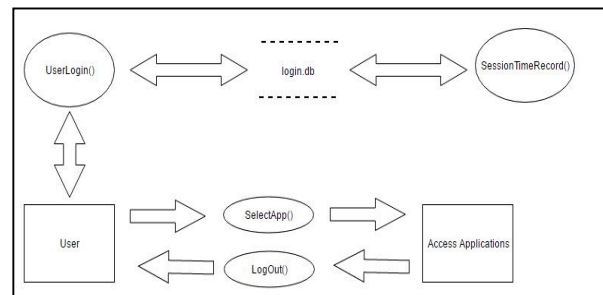 UserLogin()
login.db
SessionTimeRecord()
SelectApp()
User
Access Applications
LogOut()